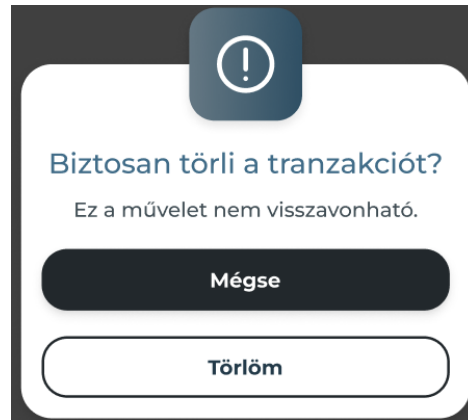 Biztosan törli a tranzakciót?
Ez a művelet nem visszavonható.
Mégse
Törlöm